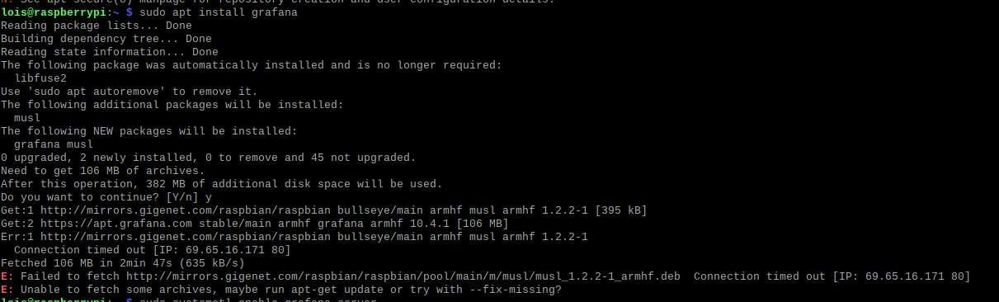 N: See apt-secure(8) manpage for repository creation and user configuration details.
lois@raspberrypi:~ $ sudo apt install grafana
Reading package lists... Done
Building dependency tree... Done
Reading state information... Done
The following package was automatically installed and is no longer required:
  libfuse2
Use 'sudo apt autoremove' to remove it.
The following additional packages will be installed:
  musl
The following NEW packages will be installed:
  grafana musl
0 upgraded, 2 newly installed, 0 to remove and 45 not upgraded.
Need to get 106 MB of archives.
After this operation, 382 MB of additional disk space will be used.
Do you want to continue? [Y/n] y
Get:1 http://mirrors.gigenet.com/raspbian/raspbian bullseye/main armhf musl armhf 1.2.2-1 [395 kB]
Get:2 https://apt.grafana.com stable/main armhf grafana armhf 10.4.1 [106 MB]
Err:1 http://mirrors.gigenet.com/raspbian/raspbian bullseye/main armhf musl armhf 1.2.2-1
  Connection timed out [IP: 69.65.16.171 80]
Fetched 106 MB in 2min 47s (635 kB/s)
E: Failed to fetch http://mirrors.gigenet.com/raspbian/raspbian/pool/main/m/musl/musl_1.2.2-1_armhf.deb  Connection timed out [IP: 69.65.16.171 80]
E: Unable to fetch some archives, maybe run apt-get update or try with --fix-missing?
lois@raspberrypi:~ $ sudo systemctl enable grafana-server